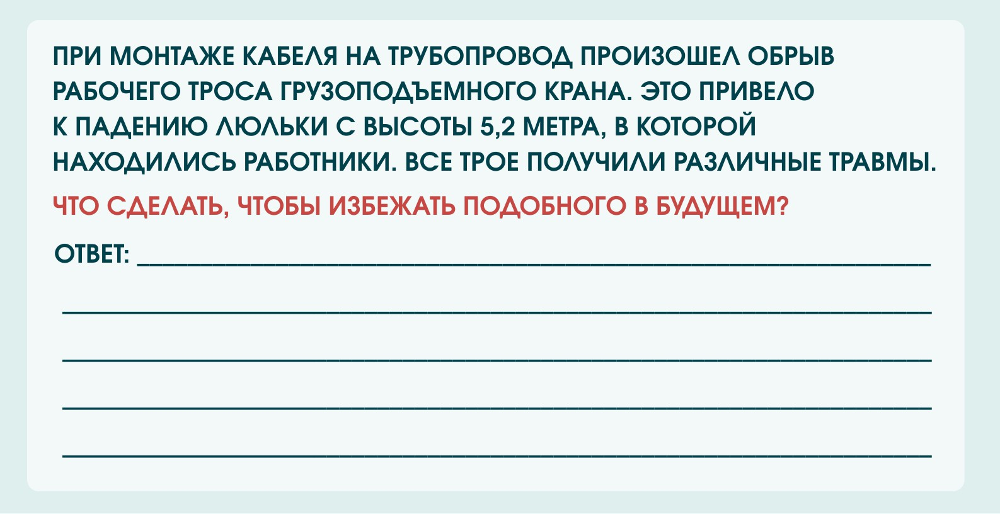 ПРИ МОНТАЖЕ КАБЕЛЯ НА ТРУБОПРОВОД ПРОИЗОШЕЛ ОБРЫВ
РАБОЧЕГО ТРОСА ГРУЗОПОДЪЕМНОГО КРАНА. ЭТО ПРИВЕЛО
К ПАДЕНИЮ ЛЮЛЬКИ С ВЫСОТЫ 5,2 МЕТРА, В КОТОРОЙ
НАХОДИЛИСЬ РАБОТНИКИ. ВСЕ ТРОЕ ПОЛУЧИЛИ РАЗЛИЧНЫЕ ТРАВМЫ.
ЧТО СДЕЛАТЬ, ЧТОБЫ ИЗБЕЖАТЬ ПОДОБНОГО В БУДУЩЕМ?
ОТВЕТ: